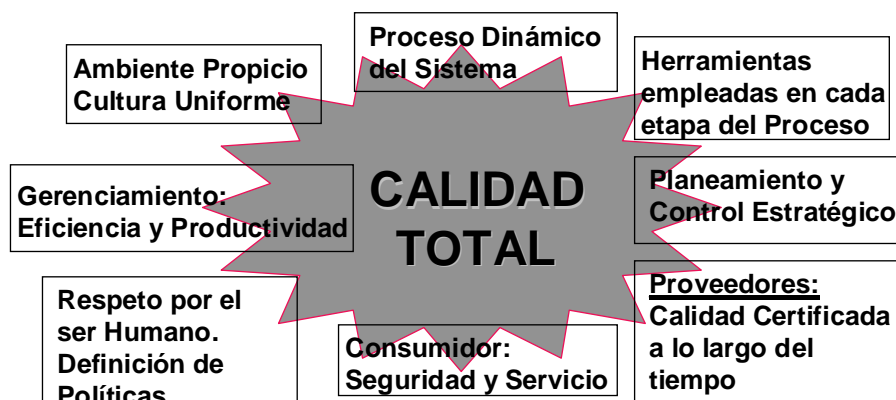 Proceso Dinámico
del Sistema
Ambiente Propicio
Cultura Uniforme
Herramientas
empleadas en cada
etapa del Proceso
CALIDAD
TOTAL
Gerenciamiento:
Eficiencia y Productividad
Planeamiento y
Control Estratégico
Respeto por el
ser Humano.
Definición de
Políticas
Consumidor:
Seguridad y Servicio
Proveedores:
Calidad Certificada
a lo largo del
tiempo